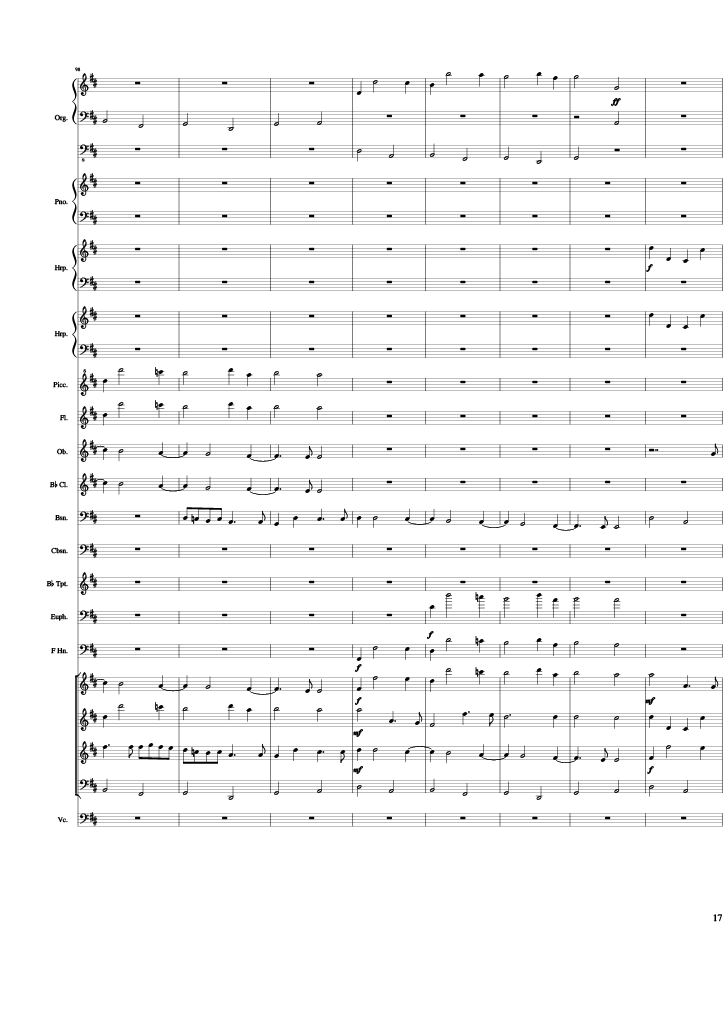 98
Org.
ff
8
Pno.
Hrp.
f
Hrp.
Picc.
Fl.
Ob.
B♭ Cl.
Bsn.
Cbsn.
B♭ Tpt.
Euph.
f
F Hn.
f
f
mf
mf
mf
f
Vc.
17